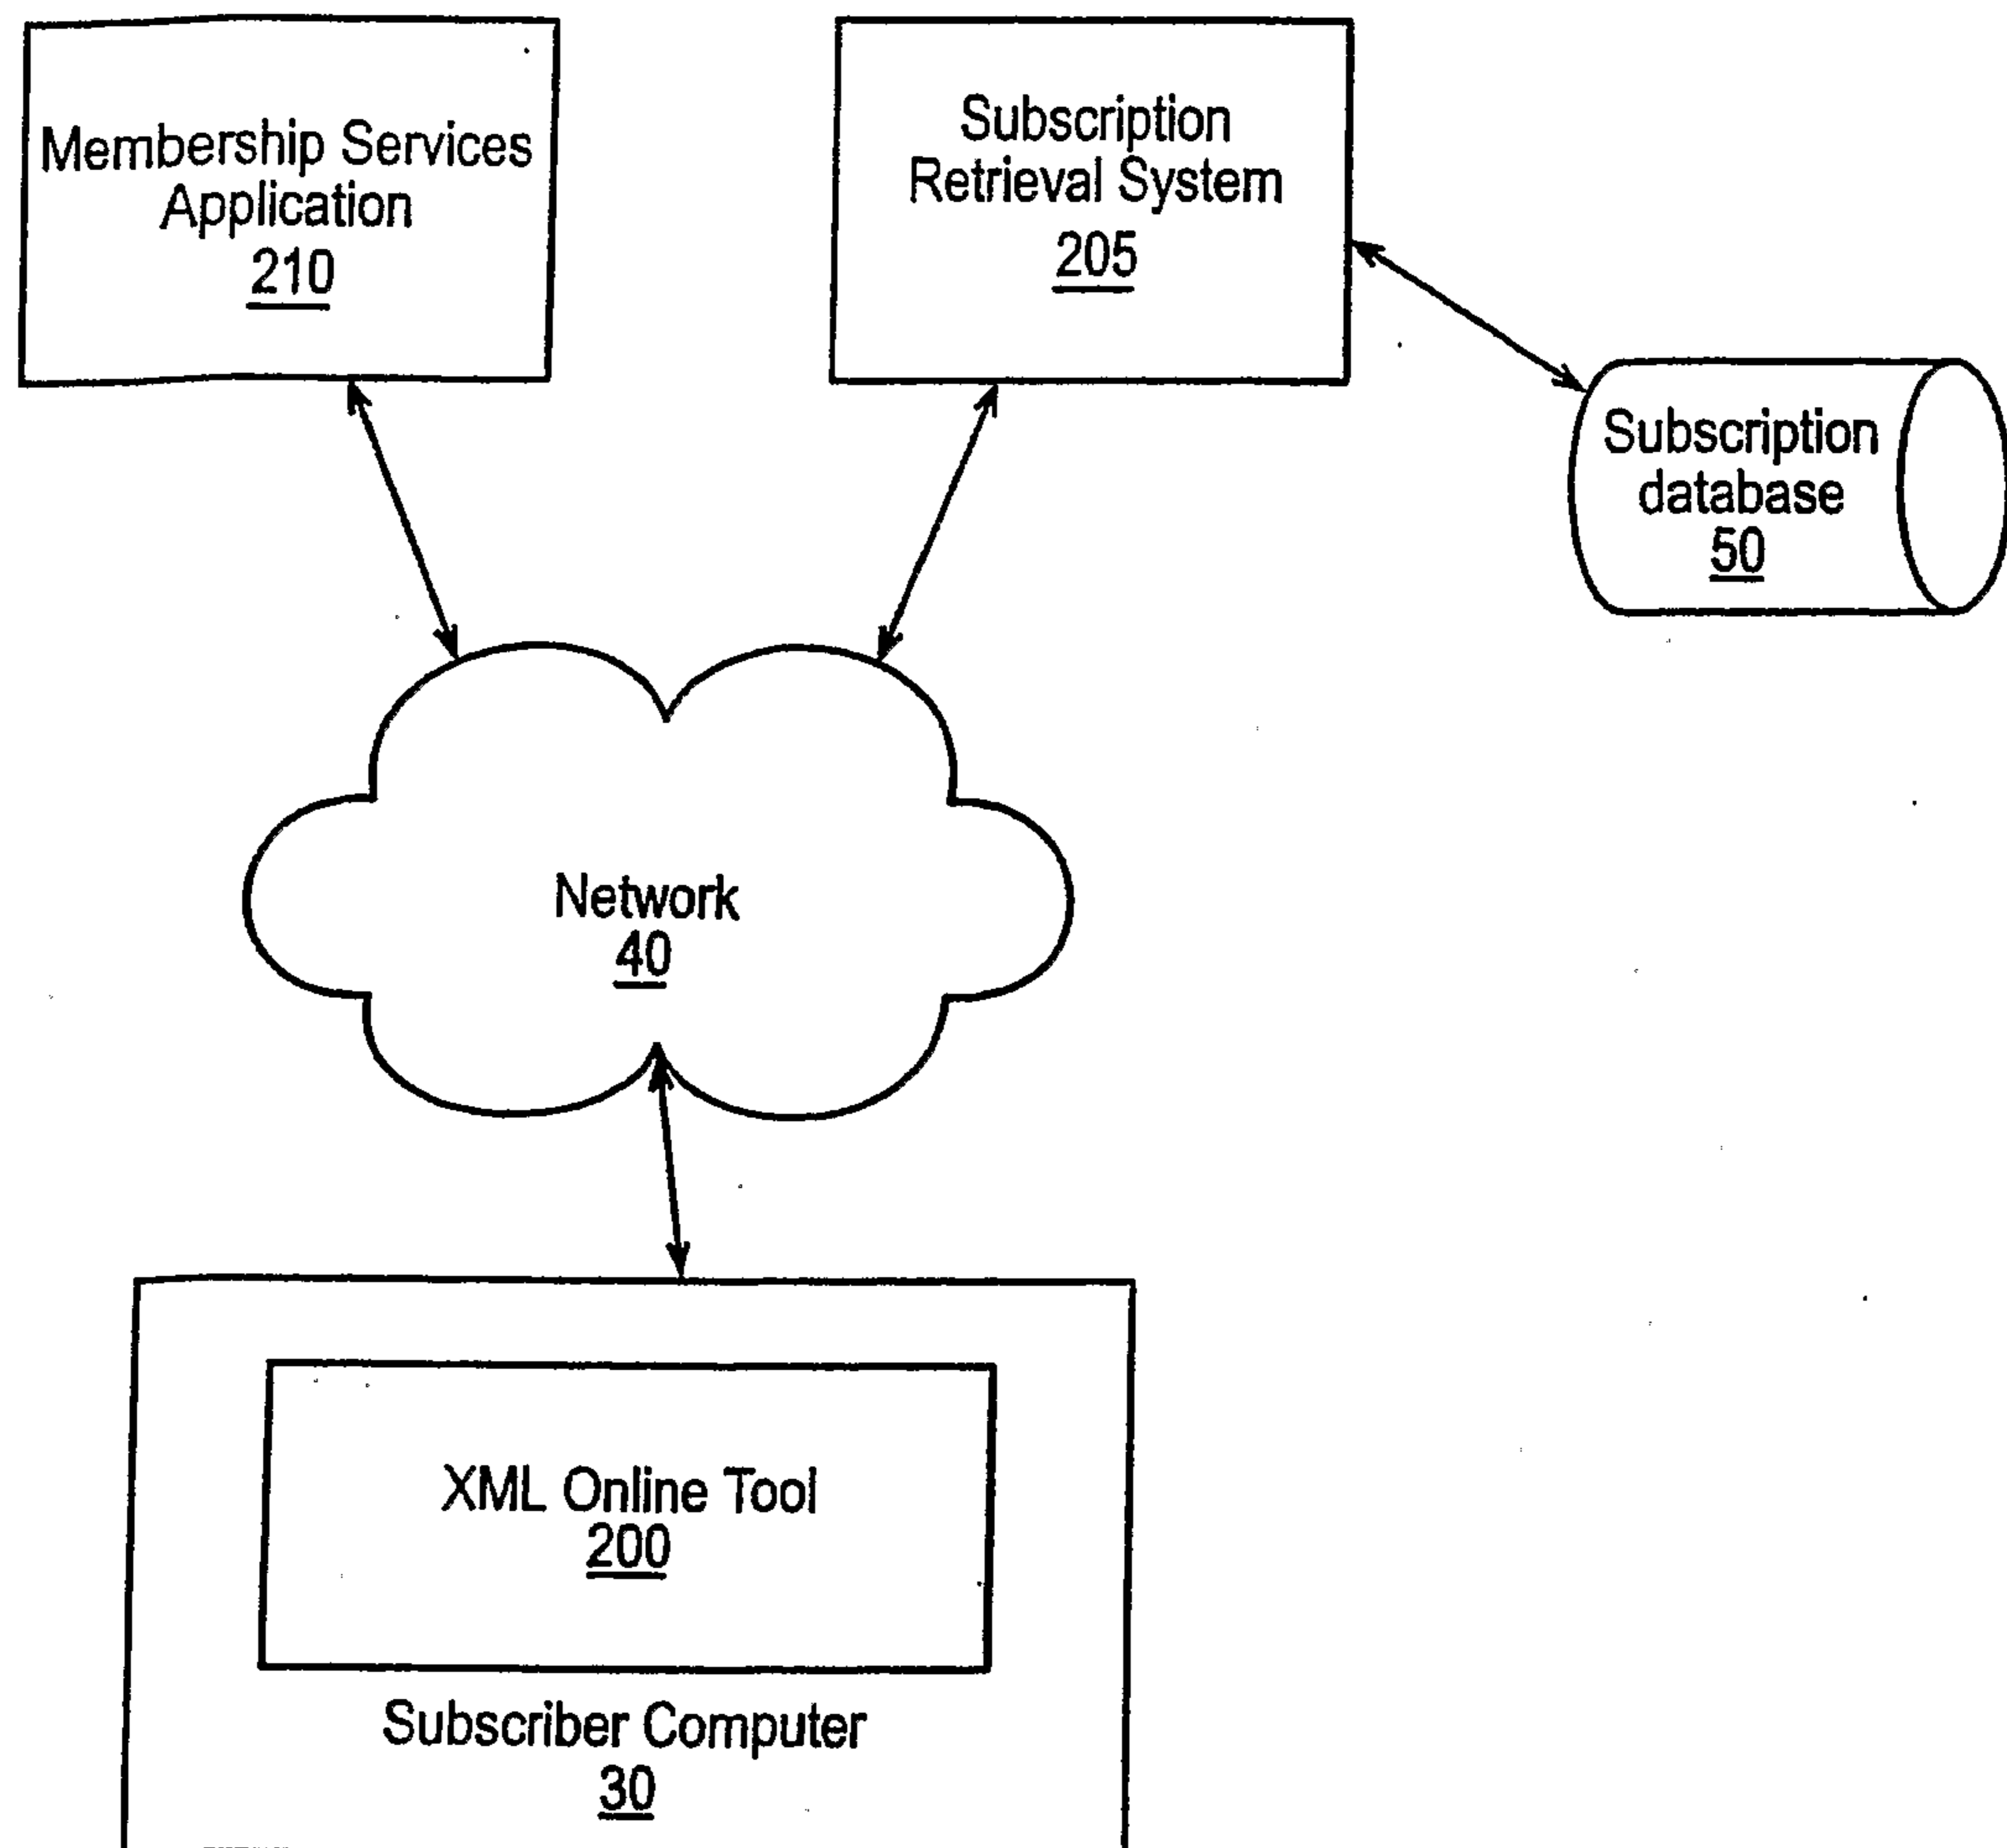 Membership Services
Application
210
Subscription
Retrieval System
205
Subscription
database
50
Network
40
XML Online Tool
200
Subscriber Computer
30